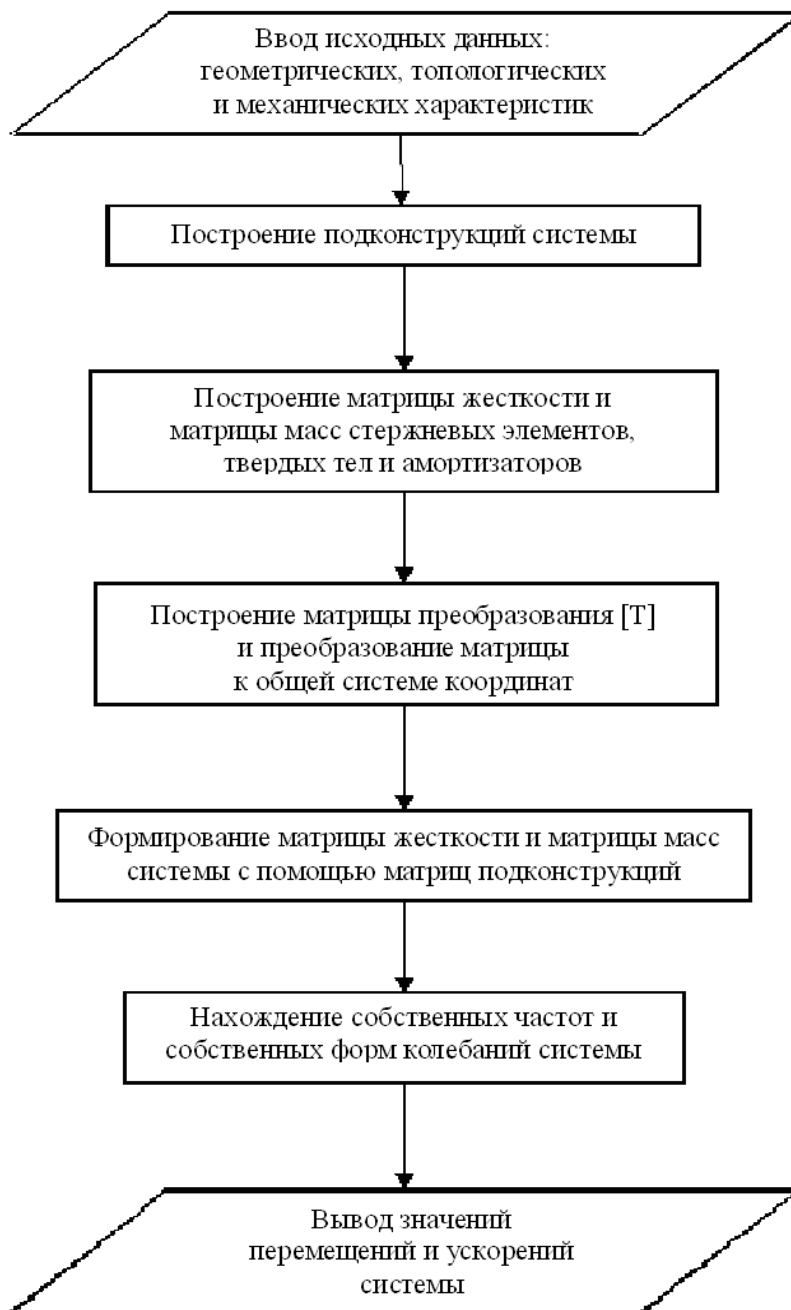 Ввод исходных данных:
геометрических, топологических
и механических характеристик
Построение подконструкций системы
Построение матрицы жесткости и
матрицы масс стержневых элементов,
твердых тел и амортизаторов
Построение матрицы преобразования [T]
и преобразование матрицы
к общей системе координат
Формирование матрицы жесткости и матрицы масс
системы с помощью матриц подконструкций
Нахождение собственных частот и
собственных форм колебаний системы
Вывод значений
перемещений и ускорений
системы